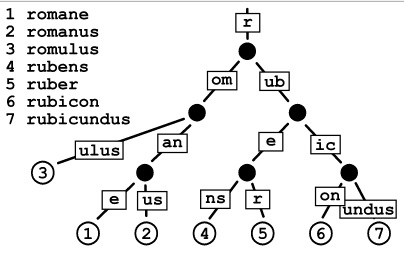 1 romane
2 romanus
3 romulus
4 rubens
5 ruber
6 rubicon
7 rubicundus
r
om ub
ulus an e ic
3
e us ns r on undus
1 2 4 5 6 7